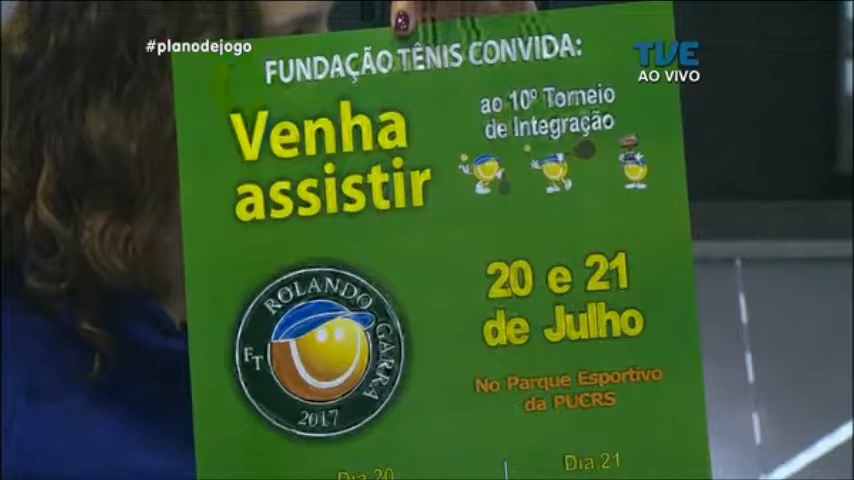 #planodejogo
TVE
AO VIVO
FUNDAÇÃO TÊNIS CONVIDA:
Venha
assistir
ao 10º Torneio
de Integração
ROLANDO GARRA
FT
2017
20 e 21
de Julho
No Parque Esportivo
da PUCRS
Dia 20
Dia 21